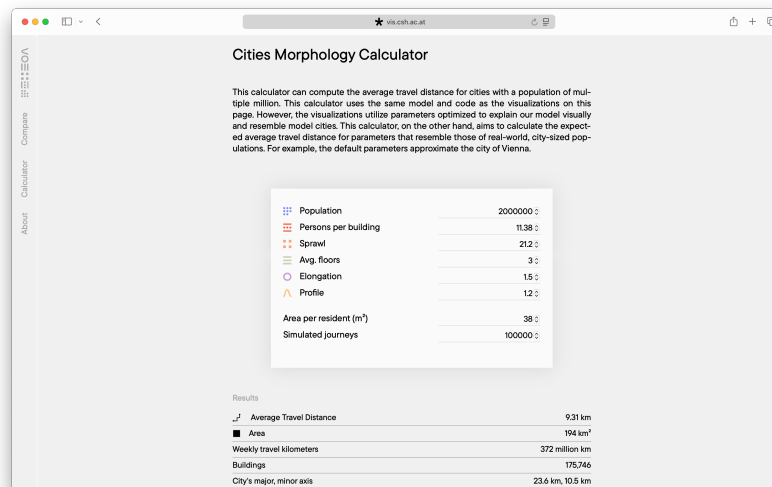 vis.csh.ac.at
Compare
Calculator
About
Cities Morphology Calculator
This calculator can compute the average travel distance for cities with a population of mul-
tiple million. This calculator uses the same model and code as the visualizations on this
page. However, the visualizations utilize parameters optimized to explain our model visually
and resemble model cities. This calculator, on the other hand, aims to calculate the expect-
ed average travel distance for parameters that resemble those of real-world, city-sized pop-
ulations. For example, the default parameters approximate the city of Vienna.
Population 2000000
Persons per building 11.38
Sprawl 21.2
Avg. floors 3
Elongation 1.5
Profile 1.2
Area per resident (m²) 38
Simulated journeys 100000
Results
Average Travel Distance 9.31 km
Area 194 km²
Weekly travel kilometers 372 million km
Buildings 175,746
City's major, minor axis 23.6 km, 10.5 km